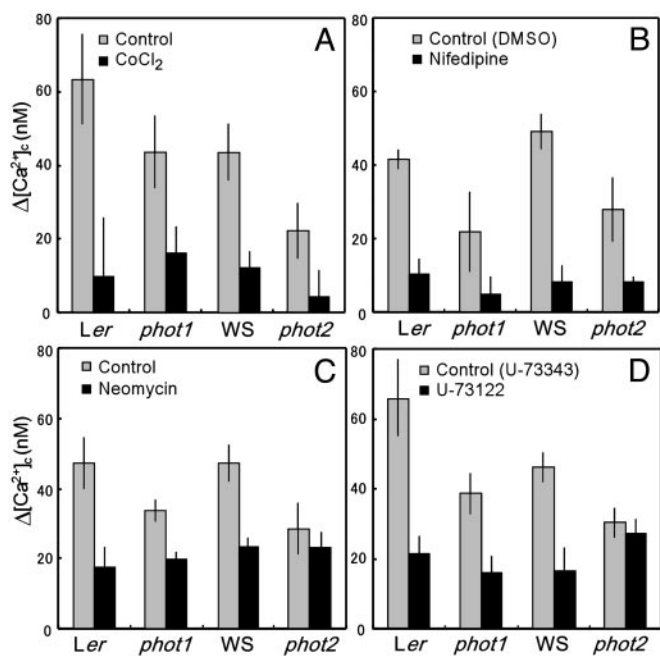 A
Control
CoCl₂
Δ[Ca²⁺]c (nM)
80
60
40
20
0
Ler phot1 WS phot2
B
Control (DMSO)
Nifedipine
80
60
40
20
0
Ler phot1 WS phot2
C
Control
Neomycin
Δ[Ca²⁺]c (nM)
80
60
40
20
0
Ler phot1 WS phot2
D
Control (U-73343)
U-73122
80
60
40
20
0
Ler phot1 WS phot2